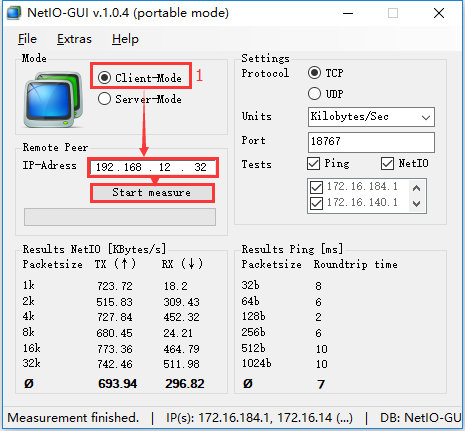 NetIO-GUI v.1.0.4 (portable mode)
File Extras Help
Mode
Client-Mode 1
Server-Mode
Remote Peer
IP-Adress 192.168 . 12 . 32
Start measure
Settings
Protocol TCP
UDP
Units Kilobytes/Sec
Port 18767
Tests Ping NetIO
172.16.184.1
172.16.140.1
Results NetIO [KBytes/s]
Packetsize TX (↑) RX (↓)
1k 723.72 18.2
2k 515.83 309.43
4k 727.84 452.32
8k 680.45 24.21
16k 773.36 464.79
32k 742.46 511.98
Ø 693.94 296.82
Results Ping [ms]
Packetsize Roundtrip time
32b 8
64b 6
128b 2
256b 6
512b 10
1024b 10
Ø 7
Measurement finished. | IP(s): 172.16.184.1, 172.16.14 (...) | DB: NetIO-GU